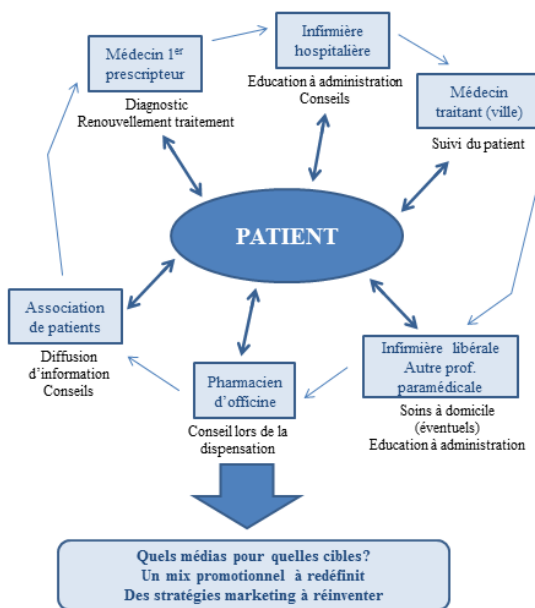 Médecin 1er
prescripteur
Diagnostic
Renouvellement traitement
Infirmière
hospitalière
Education à administration
Conseils
Médecin
traitant (ville)
Suivi du patient
PATIENT
Association
de patients
Diffusion
d'information
Conseils
Pharmacien
d'officine
Conseil lors de la
dispensation
Infirmière libérale
Autre prof.
paramédicale
Soins à domicile
(éventuels)
Education à administration
Quels médias pour quelles cibles?
Un mix promotionnel à redéfinit
Des stratégies marketing à réinventer